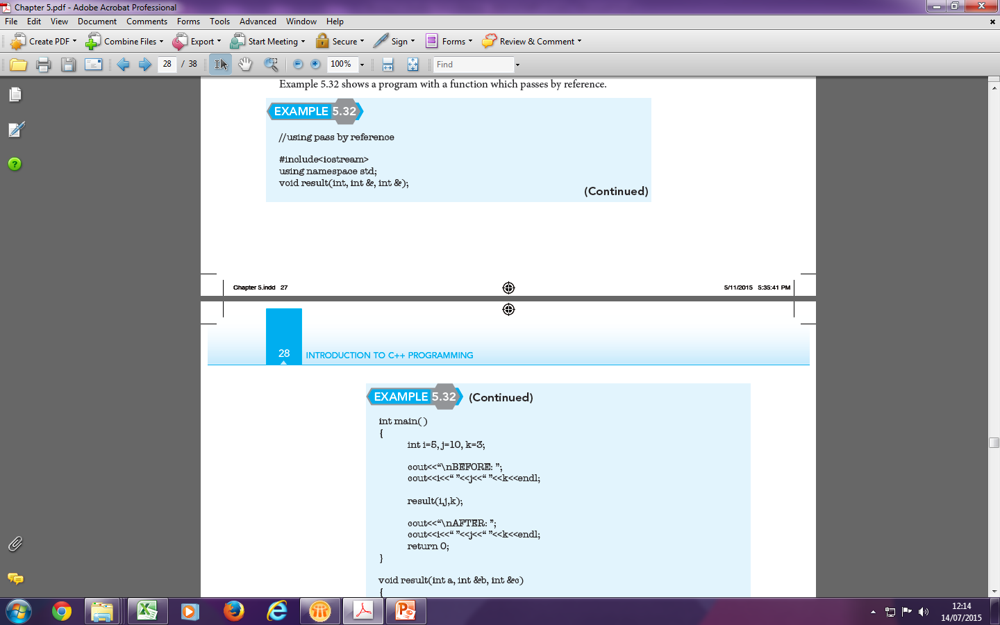 Chapter 5.pdf - Adobe Acrobat Professional
File Edit View Document Comments Forms Tools Advanced Window Help
Create PDF Combine Files Export Start Meeting Secure Sign Forms Review & Comment
28 / 38 100% Find
Example 5.32 shows a program with a function which passes by reference.
EXAMPLE 5.32
//using pass by reference
#include<iostream>
using namespace std;
void result(int, int &, int &);
(Continued)
Chapter 5.indd 27 5/11/2015 5:35:41 PM
28 INTRODUCTION TO C++ PROGRAMMING
EXAMPLE 5.32 (Continued)
int main( )
{
int i=5, j=10, k=3;
cout<<“\nBEFORE: ”;
cout<<i<<“ ”<<j<<“ ”<<k<<endl;
result(i,j,k);
cout<<“\nAFTER: ”;
cout<<i<<“ ”<<j<<“ ”<<k<<endl;
return 0;
}
void result(int a, int &b, int &c)
{
12:14
14/07/2015